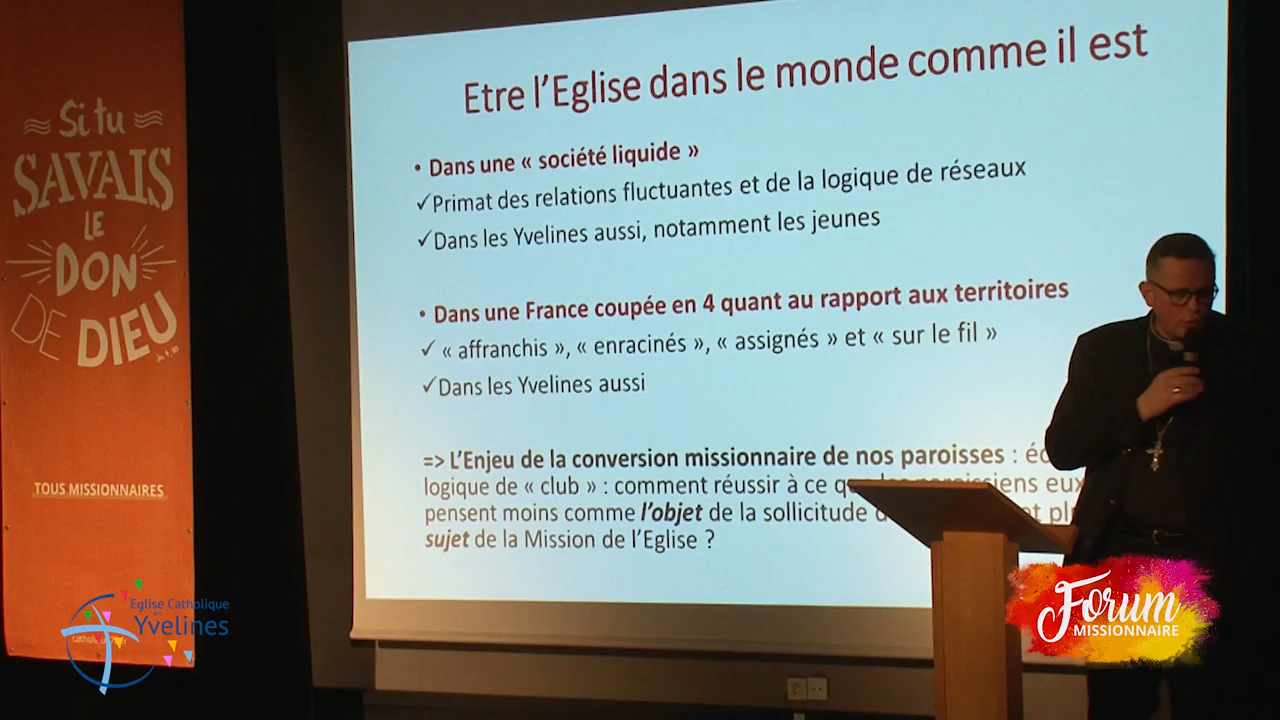 Si tu
SAVAIS
LE
DON
DE DIEU
TOUS MISSIONNAIRES
Etre l'Eglise dans le monde comme il est
• Dans une « société liquide »
✓Primat des relations fluctuantes et de la logique de réseaux
✓Dans les Yvelines aussi, notamment les jeunes
• Dans une France coupée en 4 quant au rapport aux territoires
✓ « affranchis », « enracinés », « assignés » et « sur le fil »
✓Dans les Yvelines aussi
=> L'Enjeu de la conversion missionnaire de nos paroisses :
logique de « club » : comment réussir à ce paroissiens eux
pensent moins comme l'objet de la sollicitude et
sujet de la Mission de l'Eglise ?
Eglise Catholique
en
Yvelines
Forum
MISSIONNAIRE